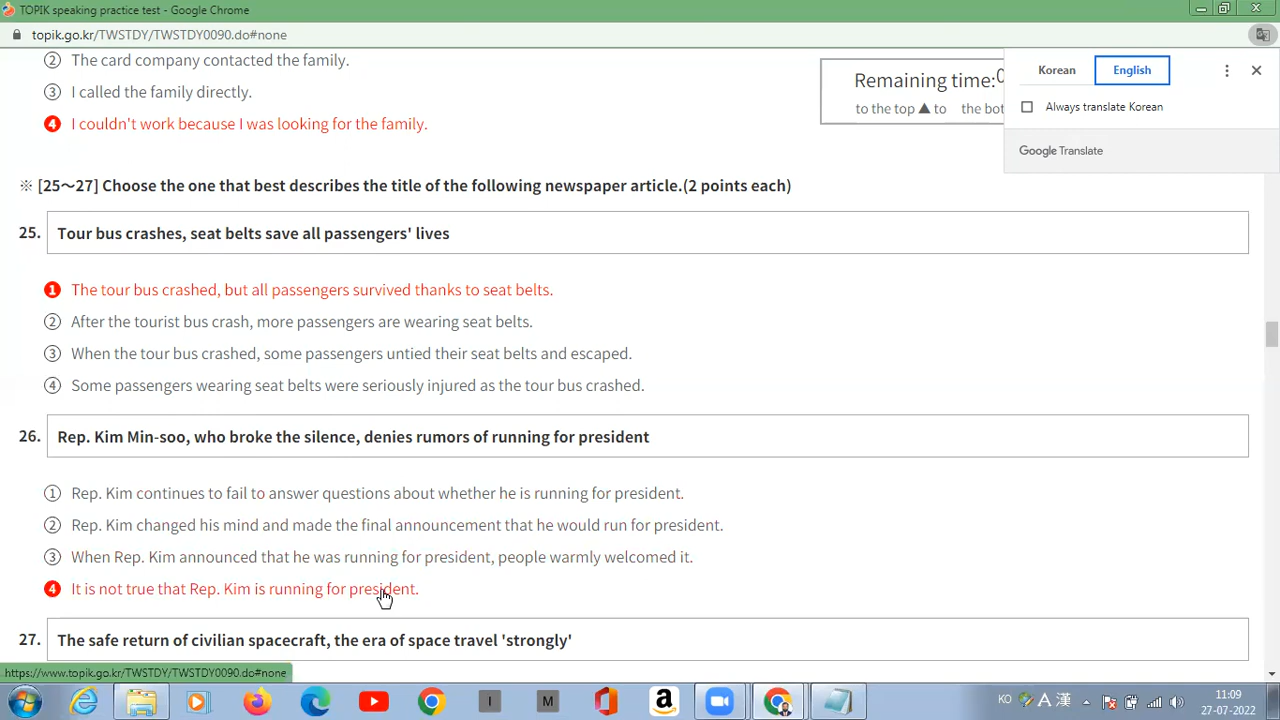 TOPIK speaking practice test - Google Chrome
topik.go.kr/TWSTDY/TWSTDY0090.do#none
② The card company contacted the family.
③ I called the family directly.
4 I couldn't work because I was looking for the family.
Remaining time:
to the top ▲ to the bot
Korean English
Always translate Korean
Google Translate
※ [25~27] Choose the one that best describes the title of the following newspaper article.(2 points each)
25. Tour bus crashes, seat belts save all passengers' lives
1 The tour bus crashed, but all passengers survived thanks to seat belts.
② After the tourist bus crash, more passengers are wearing seat belts.
③ When the tour bus crashed, some passengers untied their seat belts and escaped.
④ Some passengers wearing seat belts were seriously injured as the tour bus crashed.
26. Rep. Kim Min-soo, who broke the silence, denies rumors of running for president
① Rep. Kim continues to fail to answer questions about whether he is running for president.
② Rep. Kim changed his mind and made the final announcement that he would run for president.
③ When Rep. Kim announced that he was running for president, people warmly welcomed it.
4 It is not true that Rep. Kim is running for president.
27. The safe return of civilian spacecraft, the era of space travel 'strongly'
https://www.topik.go.kr/TWSTDY/TWSTDY0090.do#none
I M a KO A 漢
11:09
27-07-2022